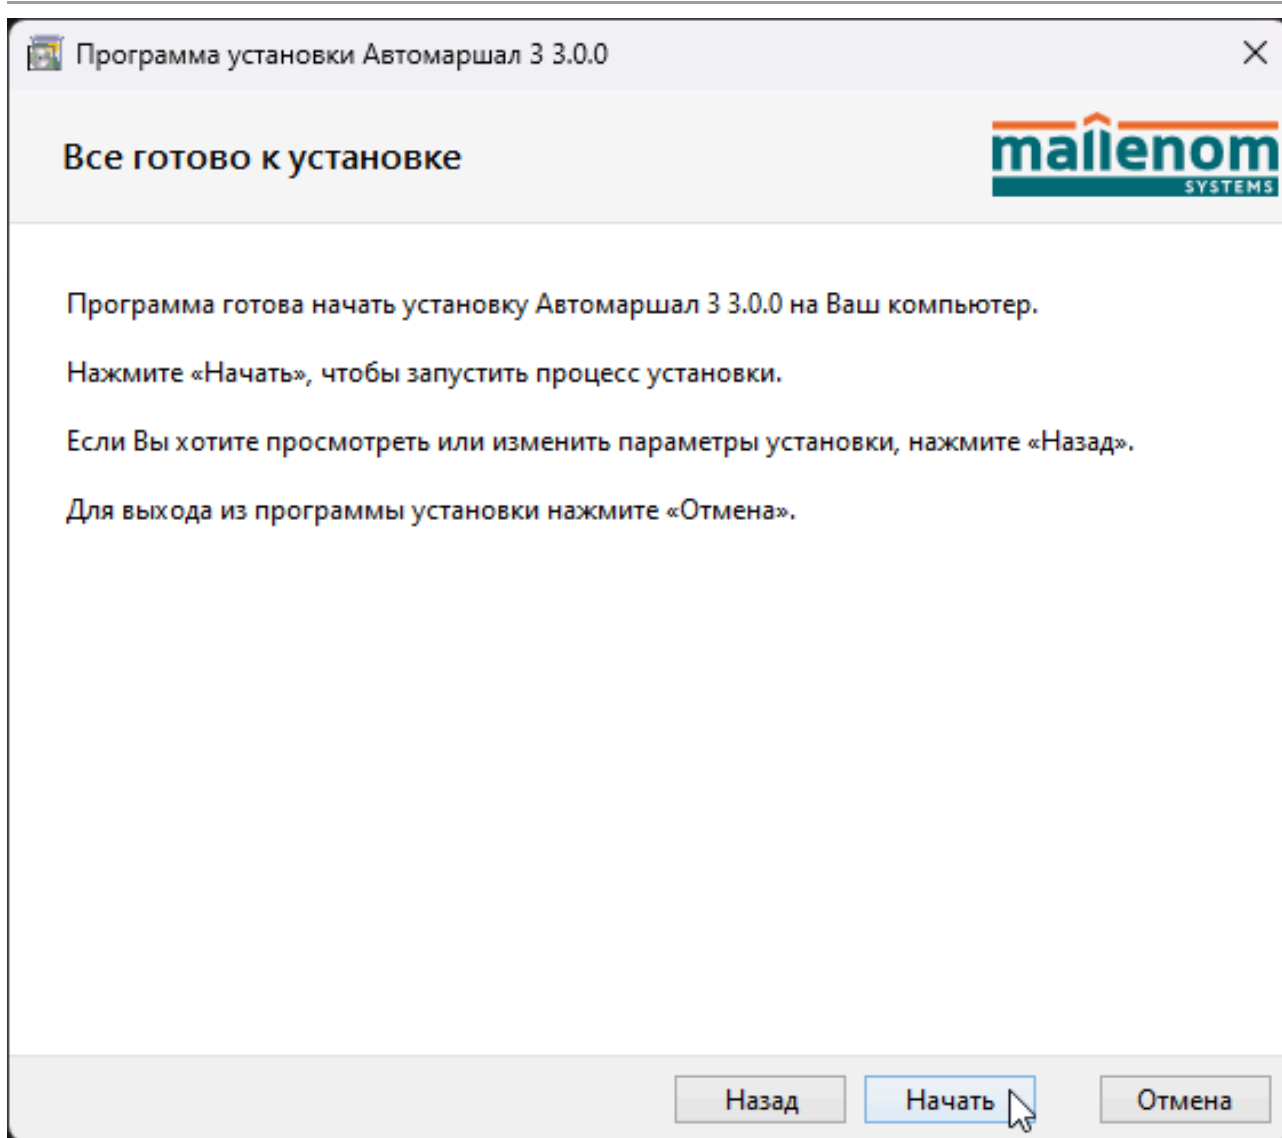 Программа установки Автомаршал 3 3.0.0
Все готово к установке
mallenom
SYSTEMS
Программа готова начать установку Автомаршал 3 3.0.0 на Ваш компьютер.
Нажмите «Начать», чтобы запустить процесс установки.
Если Вы хотите просмотреть или изменить параметры установки, нажмите «Назад».
Для выхода из программы установки нажмите «Отмена».
Назад Начать Отмена